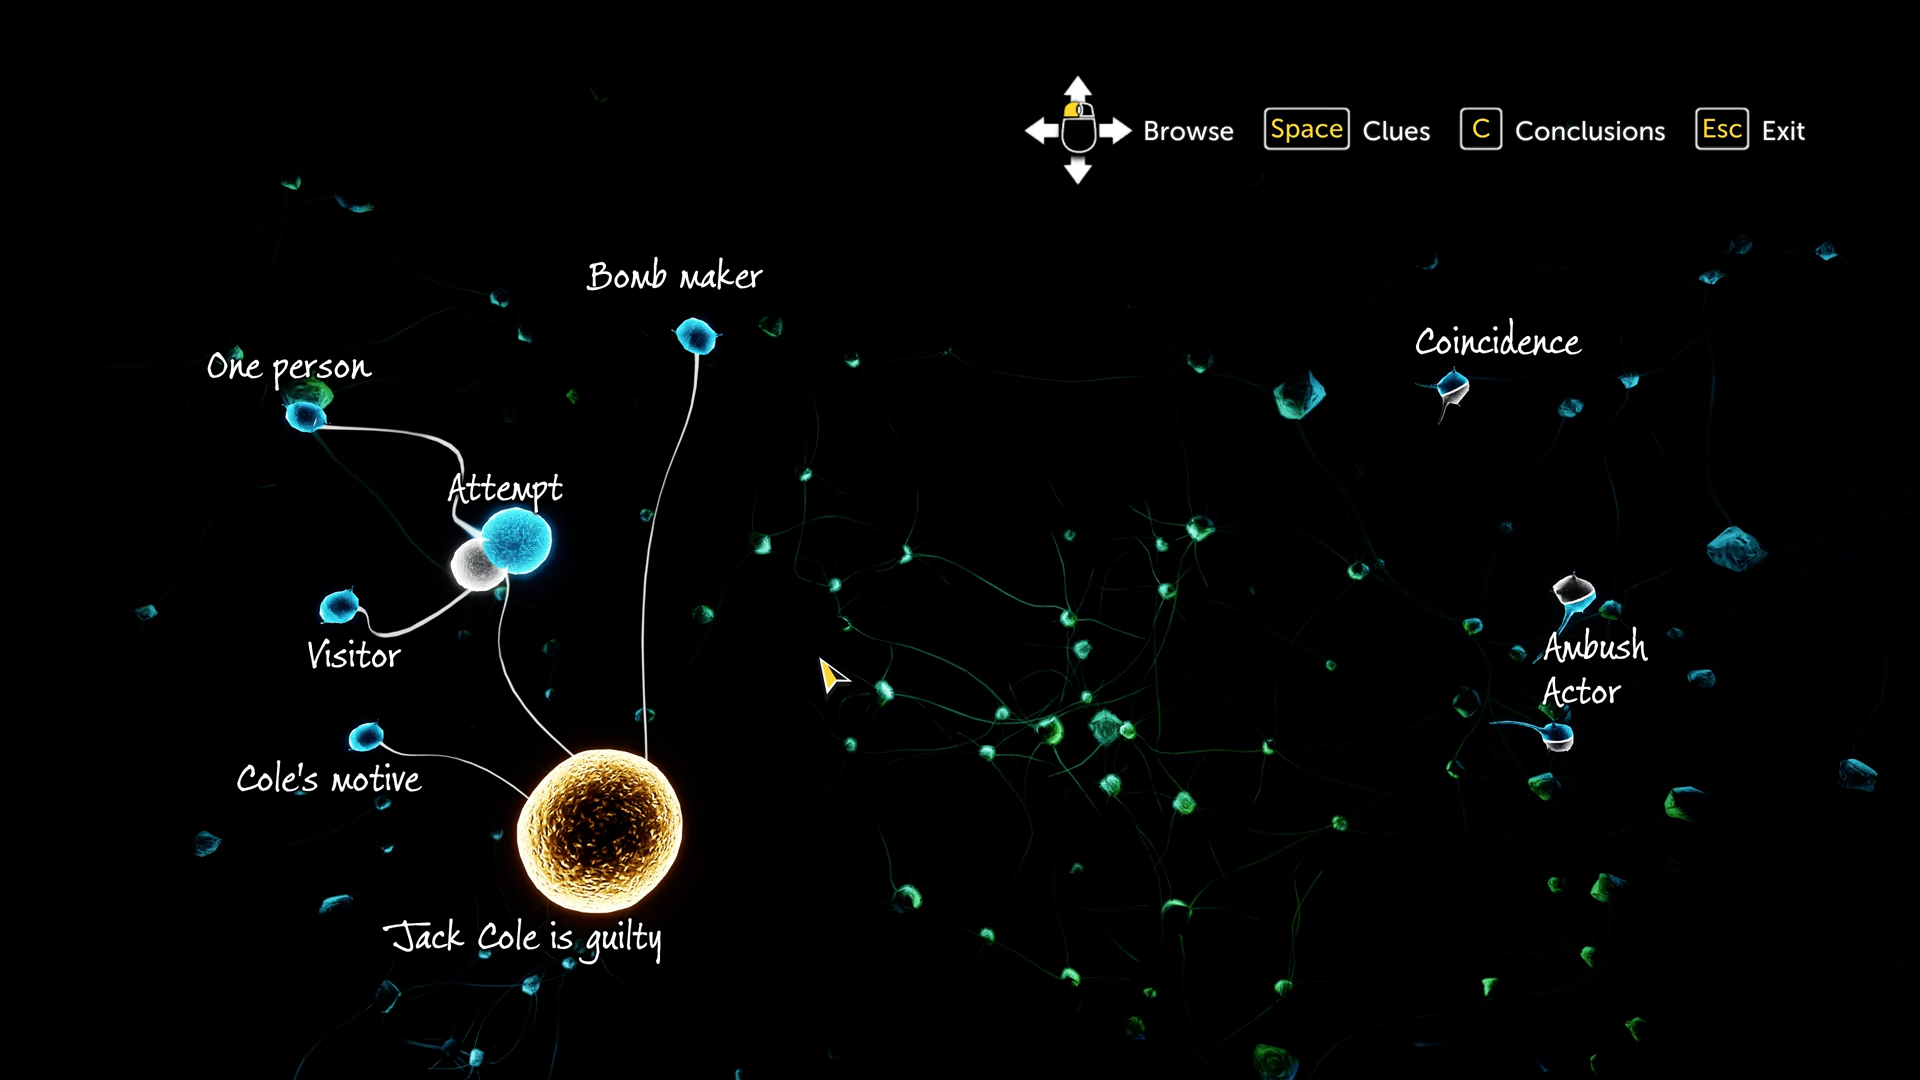 Browse
Space Clues
C Conclusions
Esc Exit
Bomb maker
Coincidence
One person
Attempt
Visitor
Ambush
Actor
Cole's motive
Jack Cole is guilty